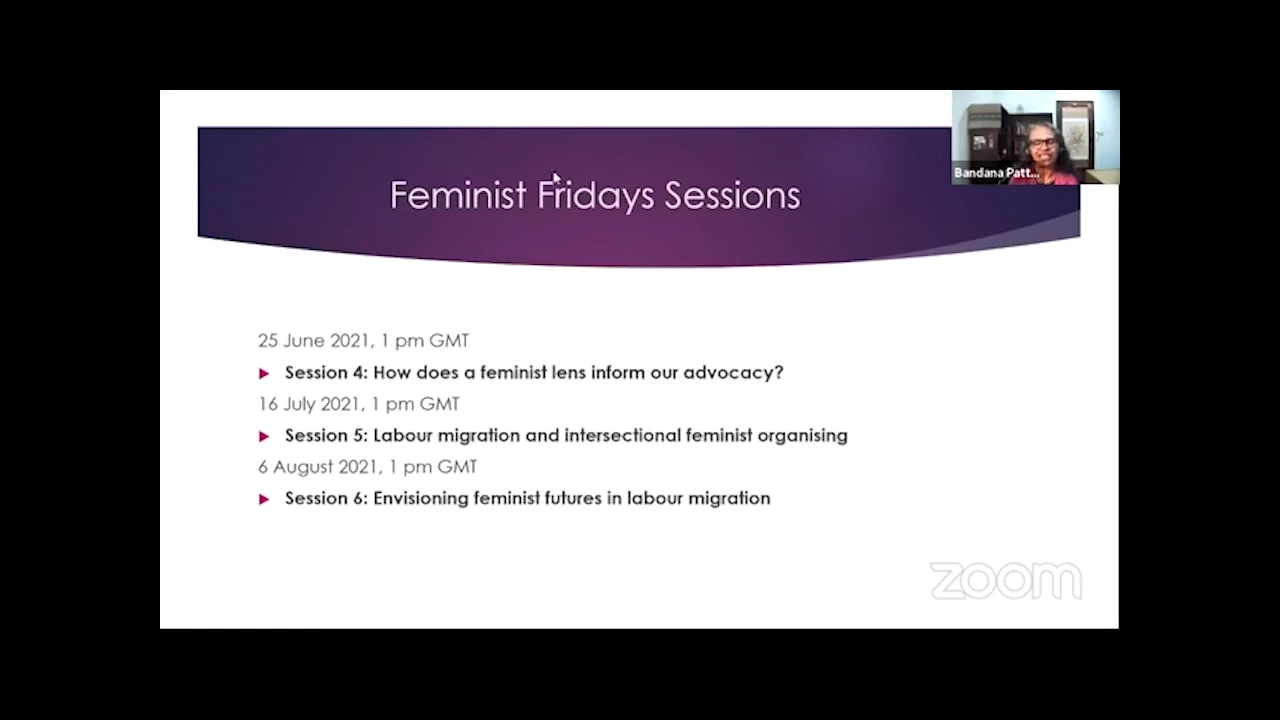 Feminist Fridays Sessions
Bandana Patt...
25 June 2021, 1 pm GMT
Session 4: How does a feminist lens inform our advocacy?
16 July 2021, 1 pm GMT
Session 5: Labour migration and intersectional feminist organising
6 August 2021, 1 pm GMT
Session 6: Envisioning feminist futures in labour migration
zoom